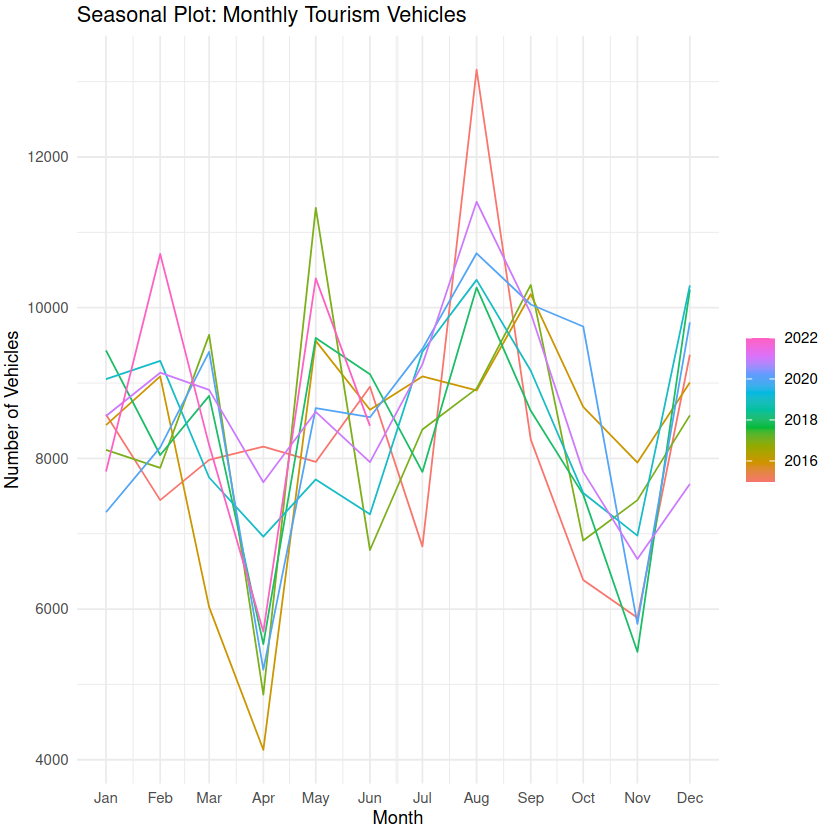 Seasonal Plot: Monthly Tourism Vehicles
Number of Vehicles
12000
10000
8000
6000
4000
Jan Feb Mar Apr May Jun Jul Aug Sep Oct Nov Dec
Month
2022
2020
2018
2016